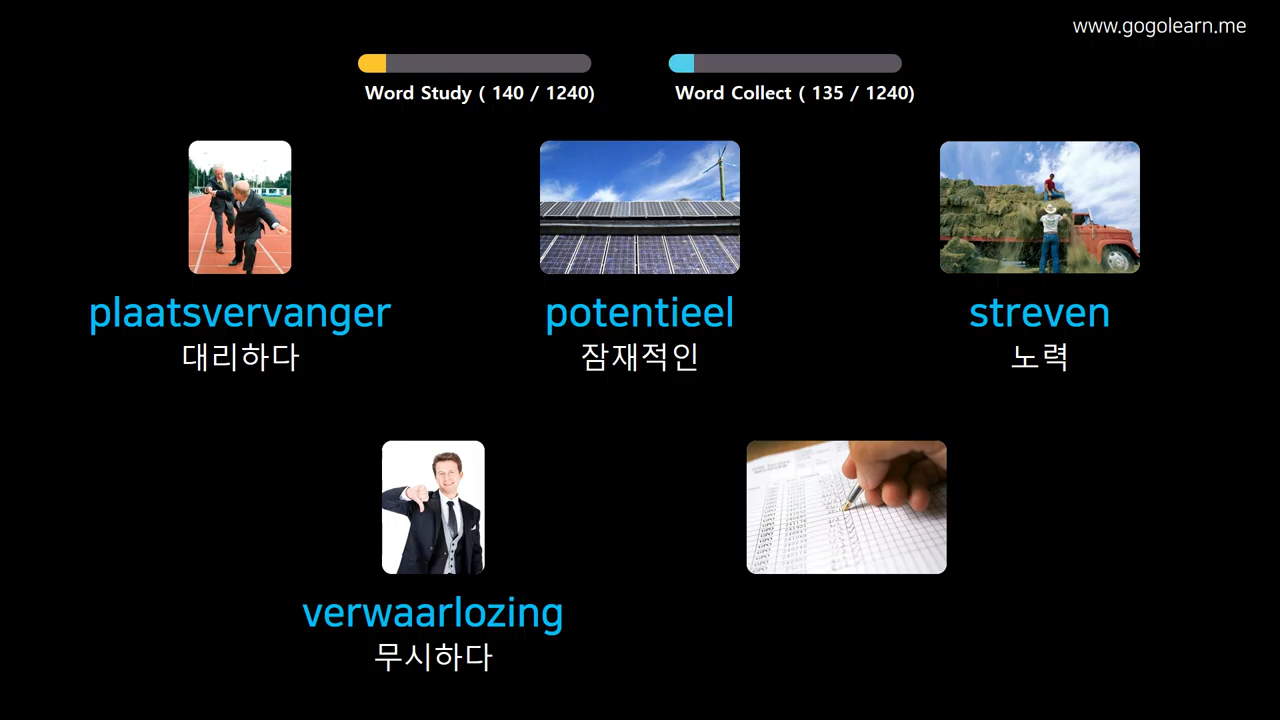 www.gogolearn.me
Word Study ( 140 / 1240)
Word Collect ( 135 / 1240)
plaatsvervanger
대리하다
potentieel
잠재적인
streven
노력
verwaarlozing
무시하다